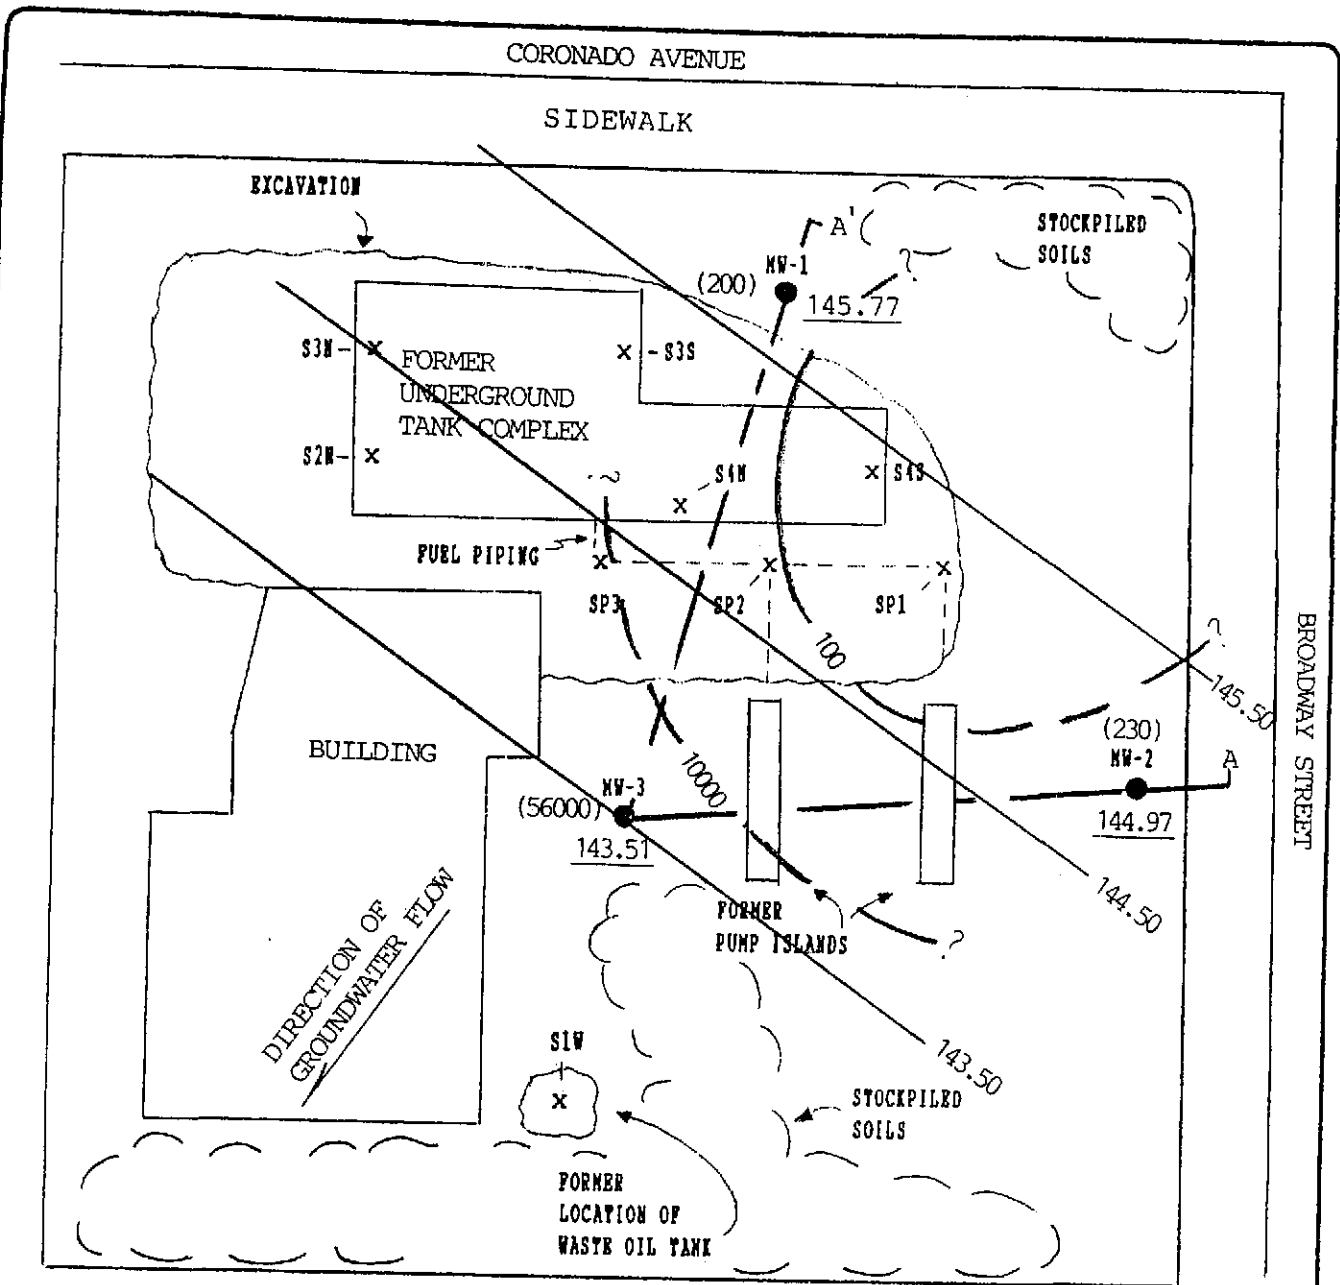 CORONADO AVENUE
SIDEWALK
EXCAVATION
STOCKPILED
SOILS
A'
?
MW-1
(200)
145.77
S3N
S3S
FORMER
UNDERGROUND
TANK COMPLEX
S2N
?
S4N
S4S
FUEL PIPING
SP3
SP2
SP1
100
?
145.50
BROADWAY STREET
(230)
MW-2
A
144.97
BUILDING
10000
MW-3
(56000)
143.51
144.50
FORMER
PUMP ISLANDS
?
DIRECTION OF
GROUNDWATER FLOW
143.50
S1W
X
STOCKPILED
SOILS
FORMER
LOCATION OF
WASTE OIL TANK